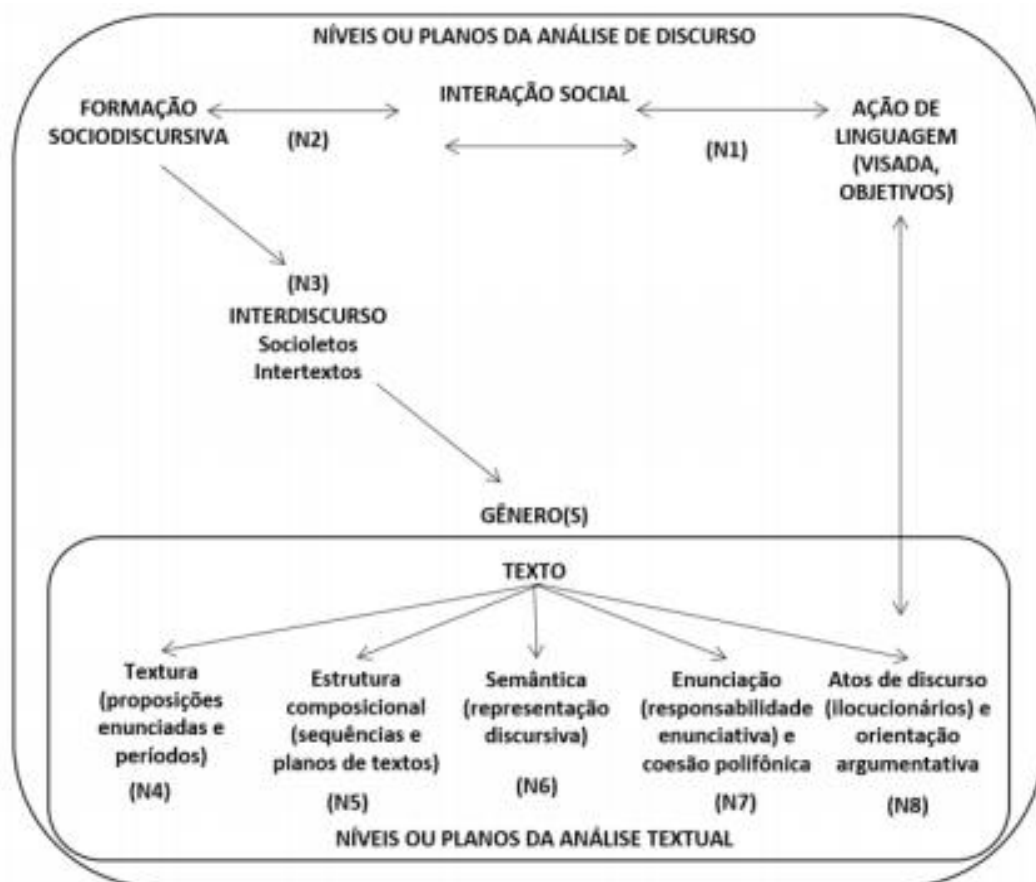 NÍVEIS OU PLANOS DA ANÁLISE DE DISCURSO
FORMAÇÃO
SOCIODISCURSIVA
(N2)
INTERAÇÃO SOCIAL
(N1)
AÇÃO DE
LINGUAGEM
(VISADA,
OBJETIVOS)
(N3)
INTERDISCURSO
Socioletos
Intertextos
GÊNERO(S)
TEXTO
Textura
(proposições
enunciadas e
períodos)
(N4)
Estrutura
composicional
(sequências e
planos de textos)
(N5)
Semântica
(representação
discursiva)
(N6)
Enunciação
(responsabilidade
enunciativa) e
coesão polifônica
(N7)
Atos de discurso
(ilocucionários) e
orientação
argumentativa
(N8)
NÍVEIS OU PLANOS DA ANÁLISE TEXTUAL